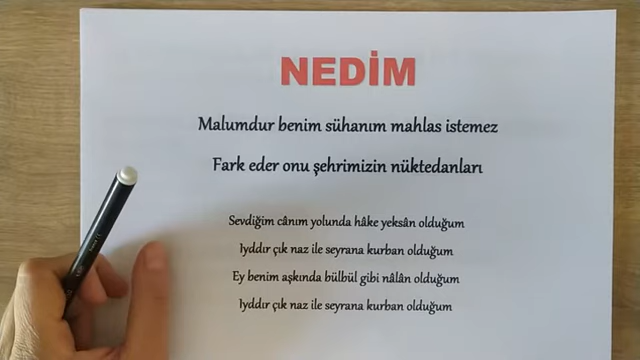 NEDİM
Malumdur benim sühanım mahlas istemez
Fark eder onu şehrimizin nüktedanları
Sevdiğim cânım yolunda hâke yeksân olduğum
Iyddır çık naz ile seyrana kurban olduğum
Ey benim aşkında bülbül gibi nâlân olduğum
Iyddır çık naz ile seyrana kurban olduğum